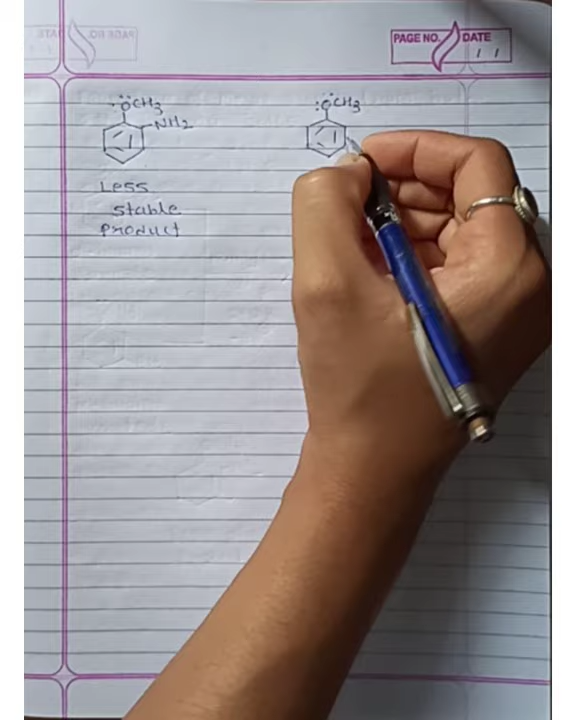 PAGE NO. DATE
/ /
:ÖCH3 :ÖCH3
NH2
Less
stable
product